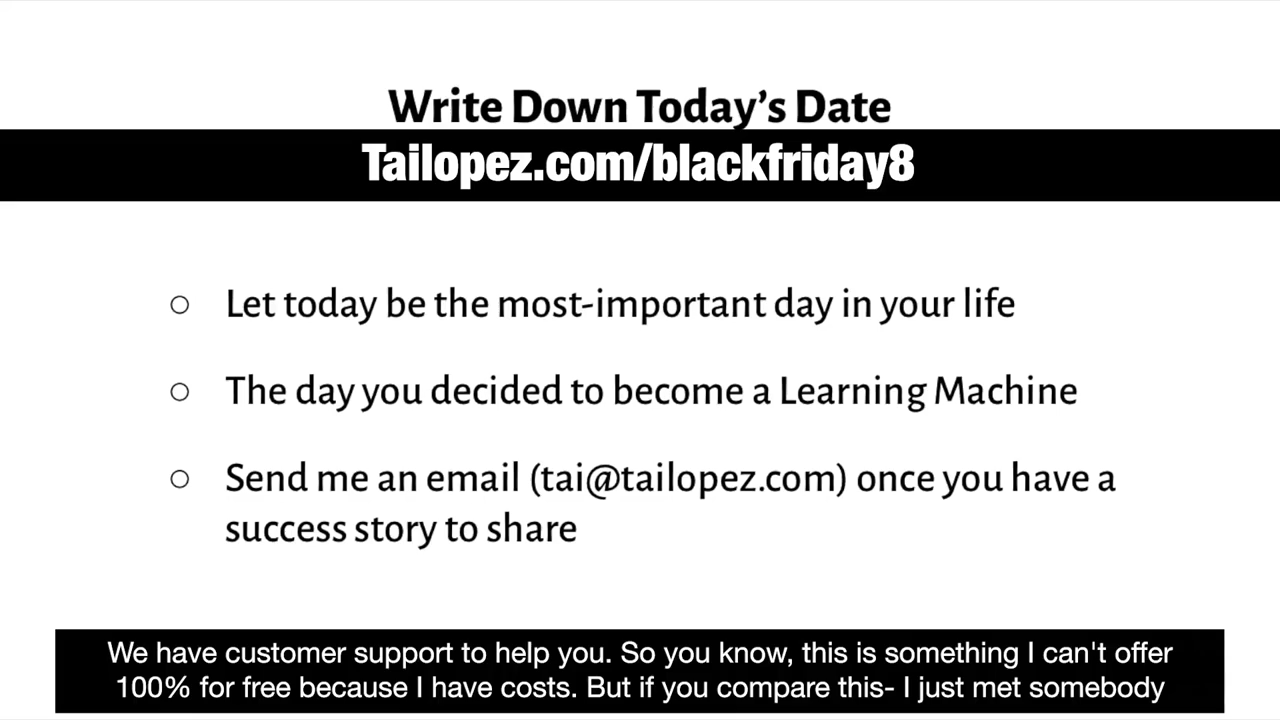 Write Down Today’s Date
Tailopez.com/blackfriday8
○ Let today be the most-important day in your life
○ The day you decided to become a Learning Machine
○ Send me an email (tai@tailopez.com) once you have a
success story to share
We have customer support to help you. So you know, this is something I can't offer
100% for free because I have costs. But if you compare this- I just met somebody